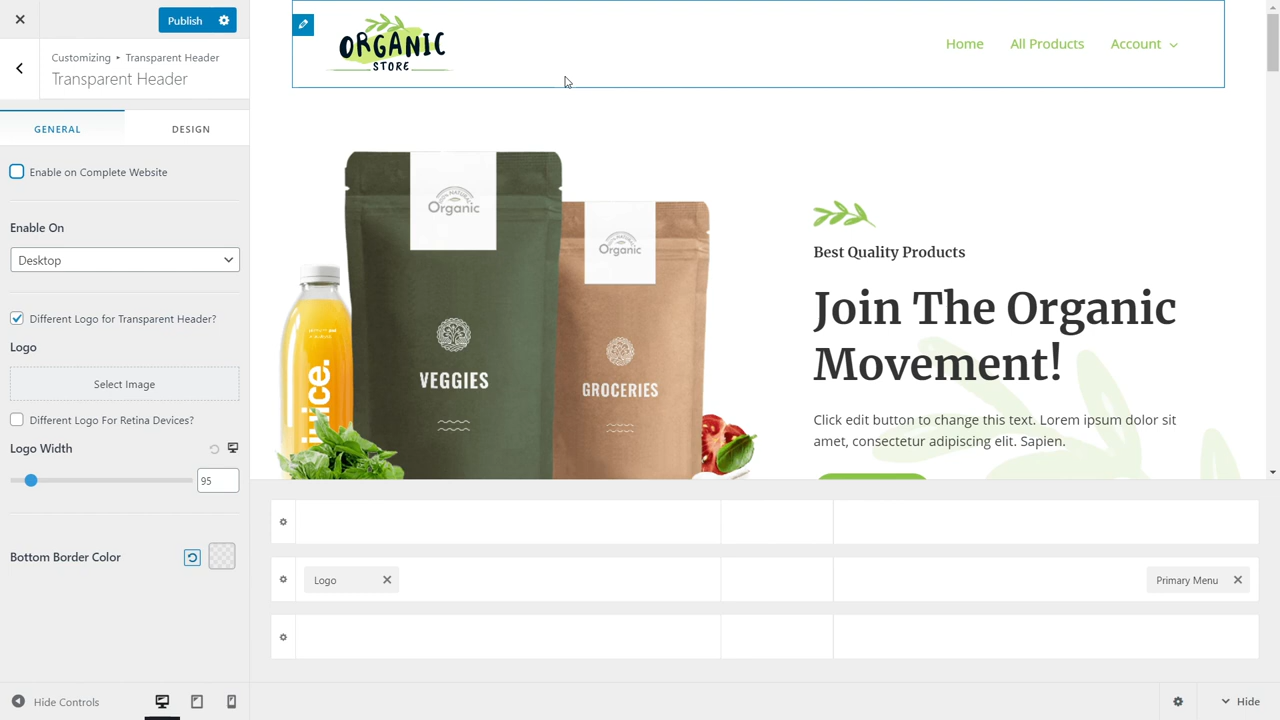 Publish
Customizing ▸ Transparent Header
Transparent Header
GENERAL
DESIGN
Enable on Complete Website
Enable On
Desktop
Different Logo for Transparent Header?
Logo
Select Image
Different Logo For Retina Devices?
Logo Width
95
Bottom Border Color
Hide Controls
ORGANIC
STORE
Home
All Products
Account
Organic
Organic
VEGGIES
GROCERIES
juice.
Best Quality Products
Join The Organic
Movement!
Click edit button to change this text. Lorem ipsum dolor sit
amet, consectetur adipiscing elit. Sapien.
Logo
Primary Menu
Hide